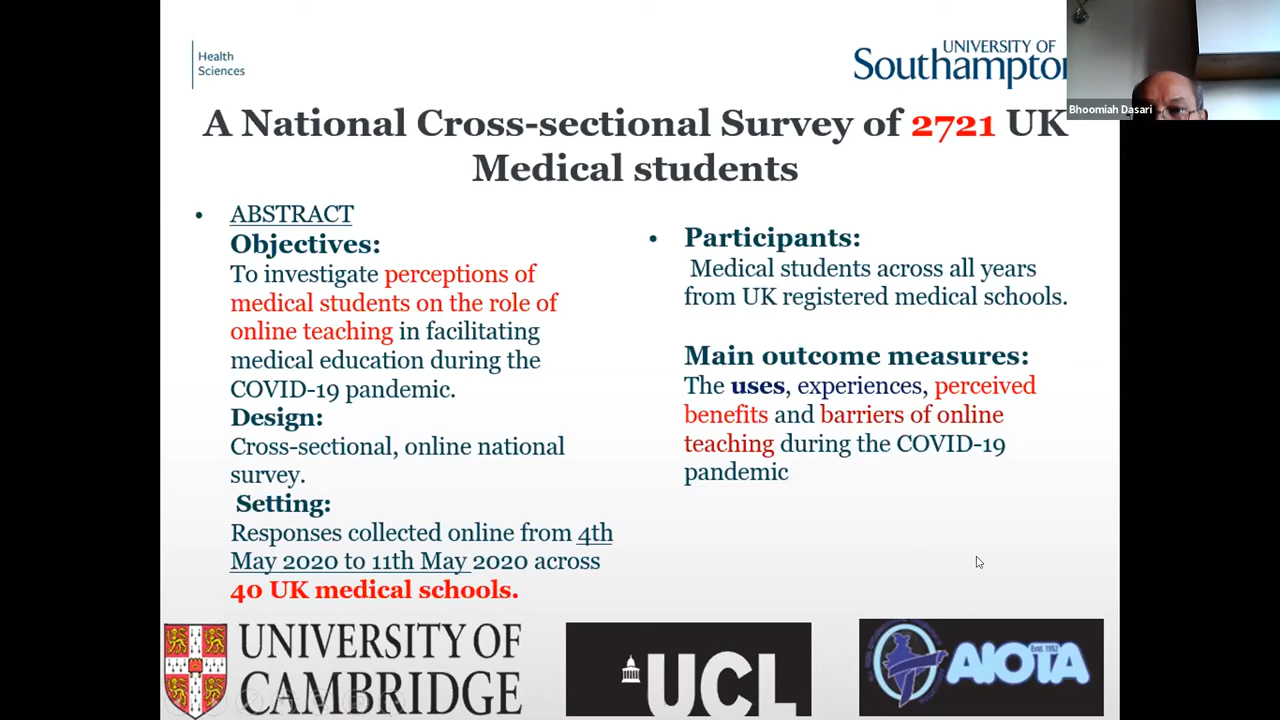 Health
Sciences
UNIVERSITY OF
Southampton
Bhoomiah Dasari
A National Cross-sectional Survey of 2721 UK
Medical students
• ABSTRACT
Objectives:
To investigate perceptions of
medical students on the role of
online teaching in facilitating
medical education during the
COVID-19 pandemic.
Design:
Cross-sectional, online national
survey.
Setting:
Responses collected online from 4th
May 2020 to 11th May 2020 across
40 UK medical schools.
• Participants:
Medical students across all years
from UK registered medical schools.
Main outcome measures:
The uses, experiences, perceived
benefits and barriers of online
teaching during the COVID-19
pandemic
UNIVERSITY OF
CAMBRIDGE
UCL
Estd. 1952
AIOTA